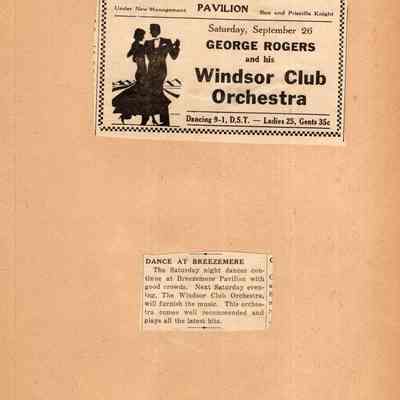 Under New Management PAVILION Ben and Priscilla Knight
Saturday, September 26
GEORGE ROGERS
and his
Windsor Club
Orchestra
Dancing 9-1, D.S.T. — Ladies 25, Gents 35c
DANCE AT BREEZEMERE
The Saturday night dances con-
tinue at Breezemere Pavilion with
good crowds. Next Saturday even-
ing, The Windsor Club Orchestra,
will furnish the music. This orches-
tra comes well recommended and
plays all the latest hits.